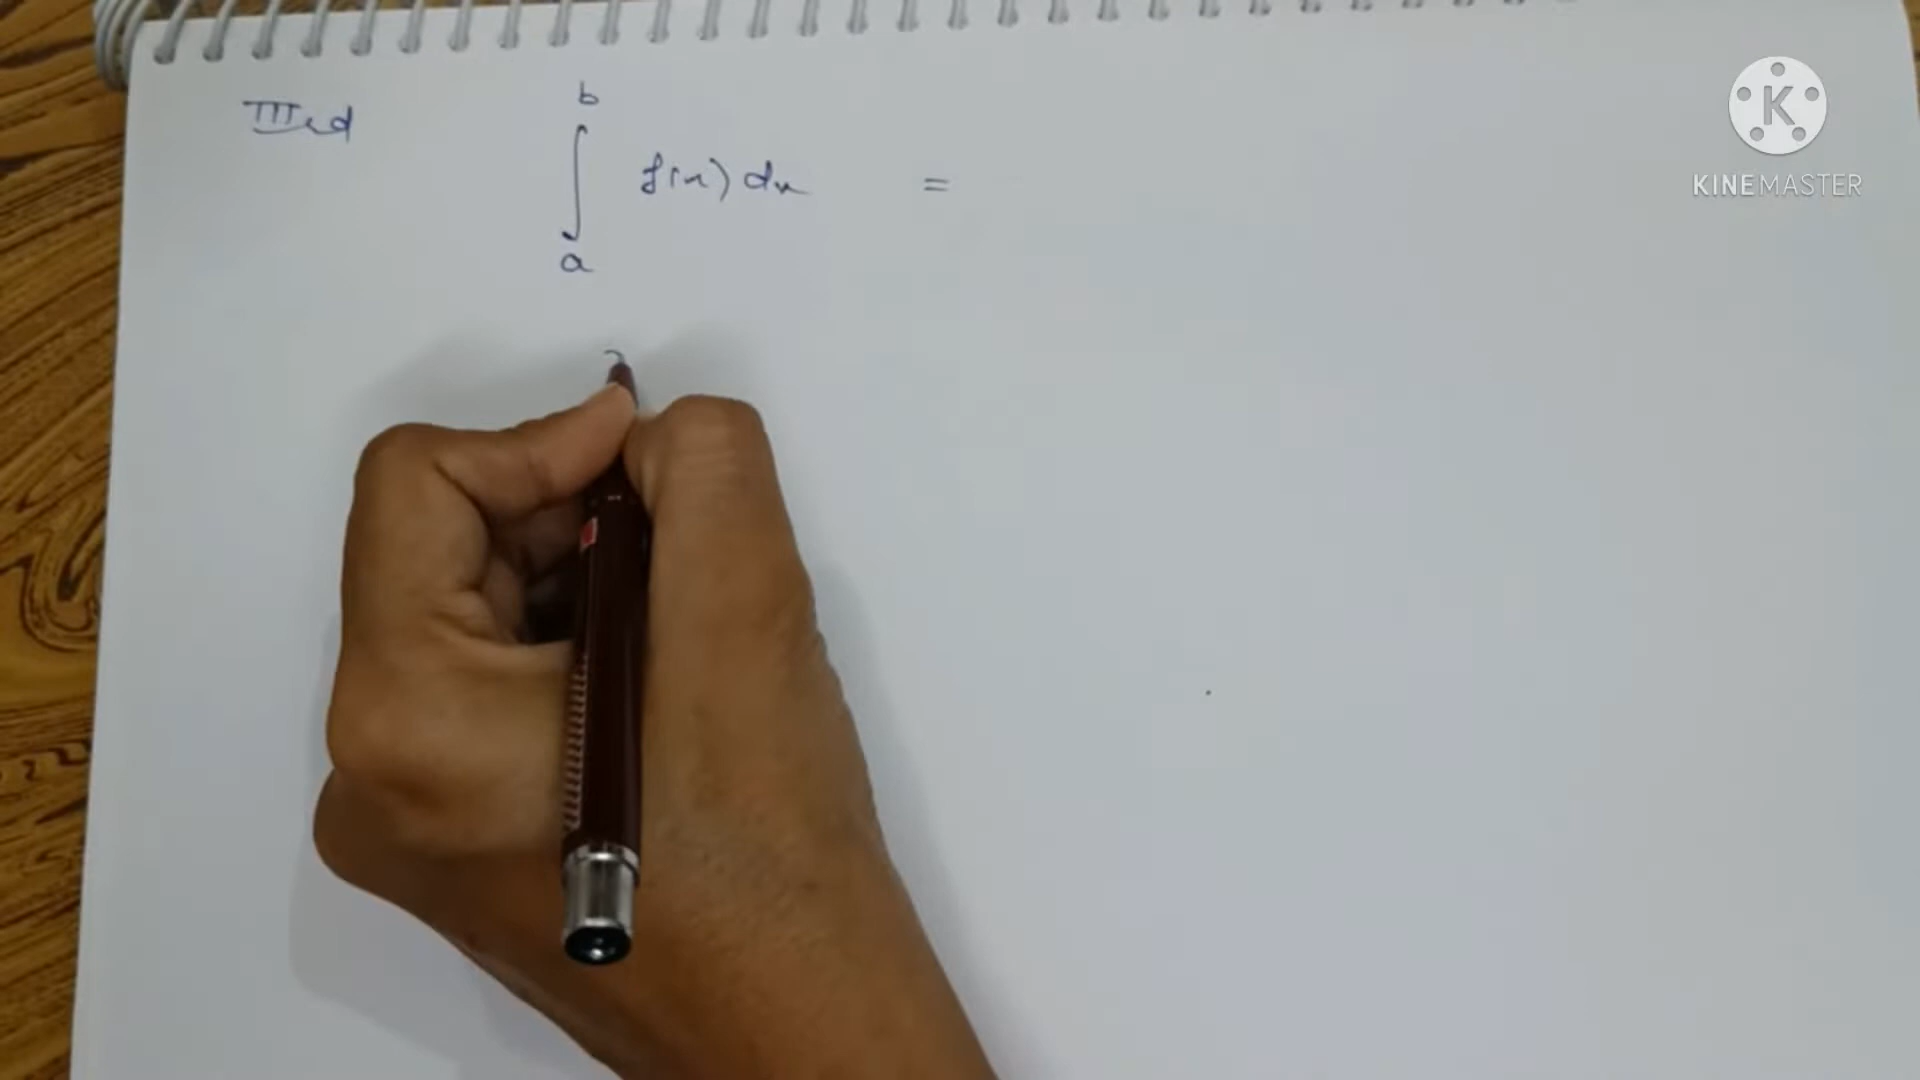 IIIrd
b
∫ f(x) dx =
a
K
KINEMASTER